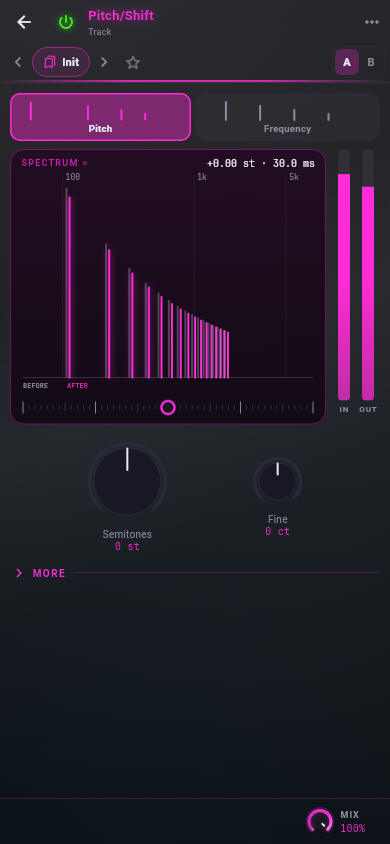 Pitch/Shift
Track
Init
A B
Pitch
Frequency
SPECTRUM ≈ +0.00 st · 30.0 ms
100 1k 5k
BEFORE AFTER
IN OUT
Semitones
0 st
Fine
0 ct
MORE
MIX
100%